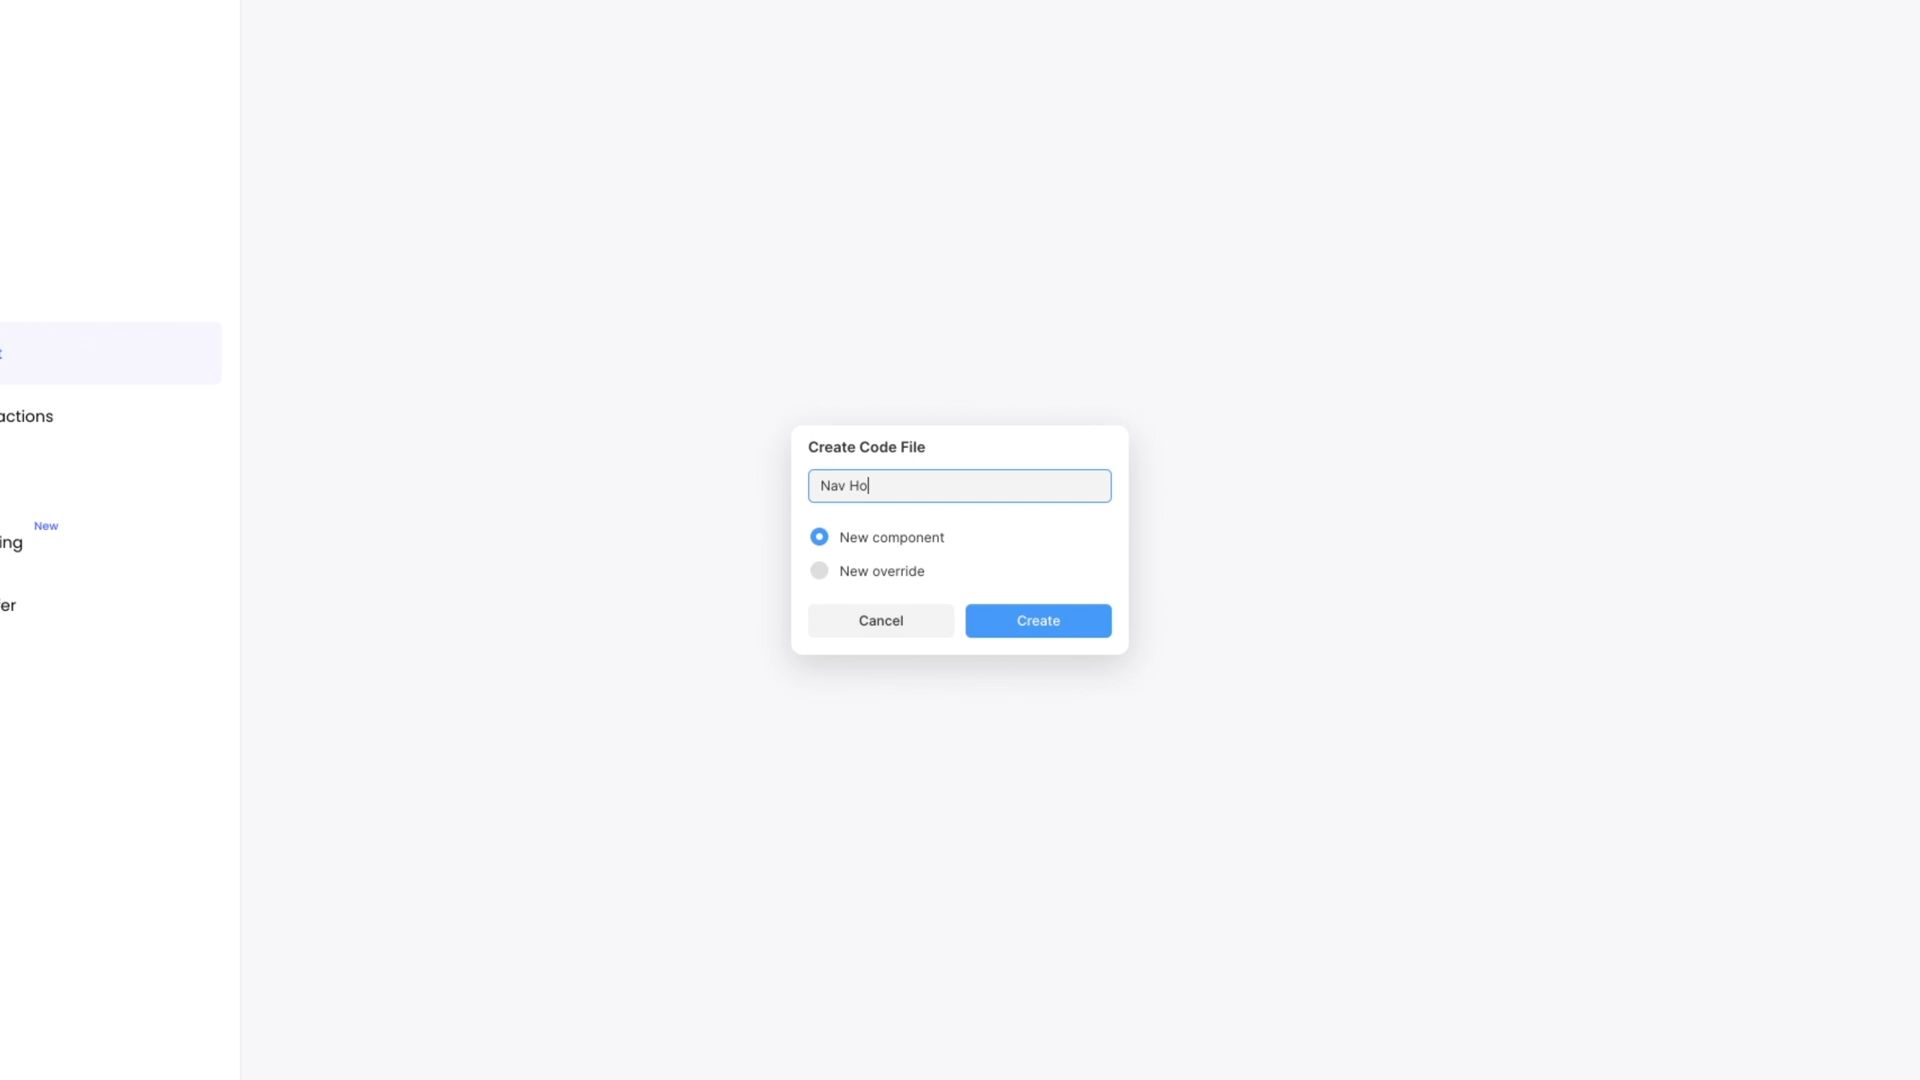 actions
New
ing
er
Create Code File
Nav Ho
New component
New override
Cancel
Create